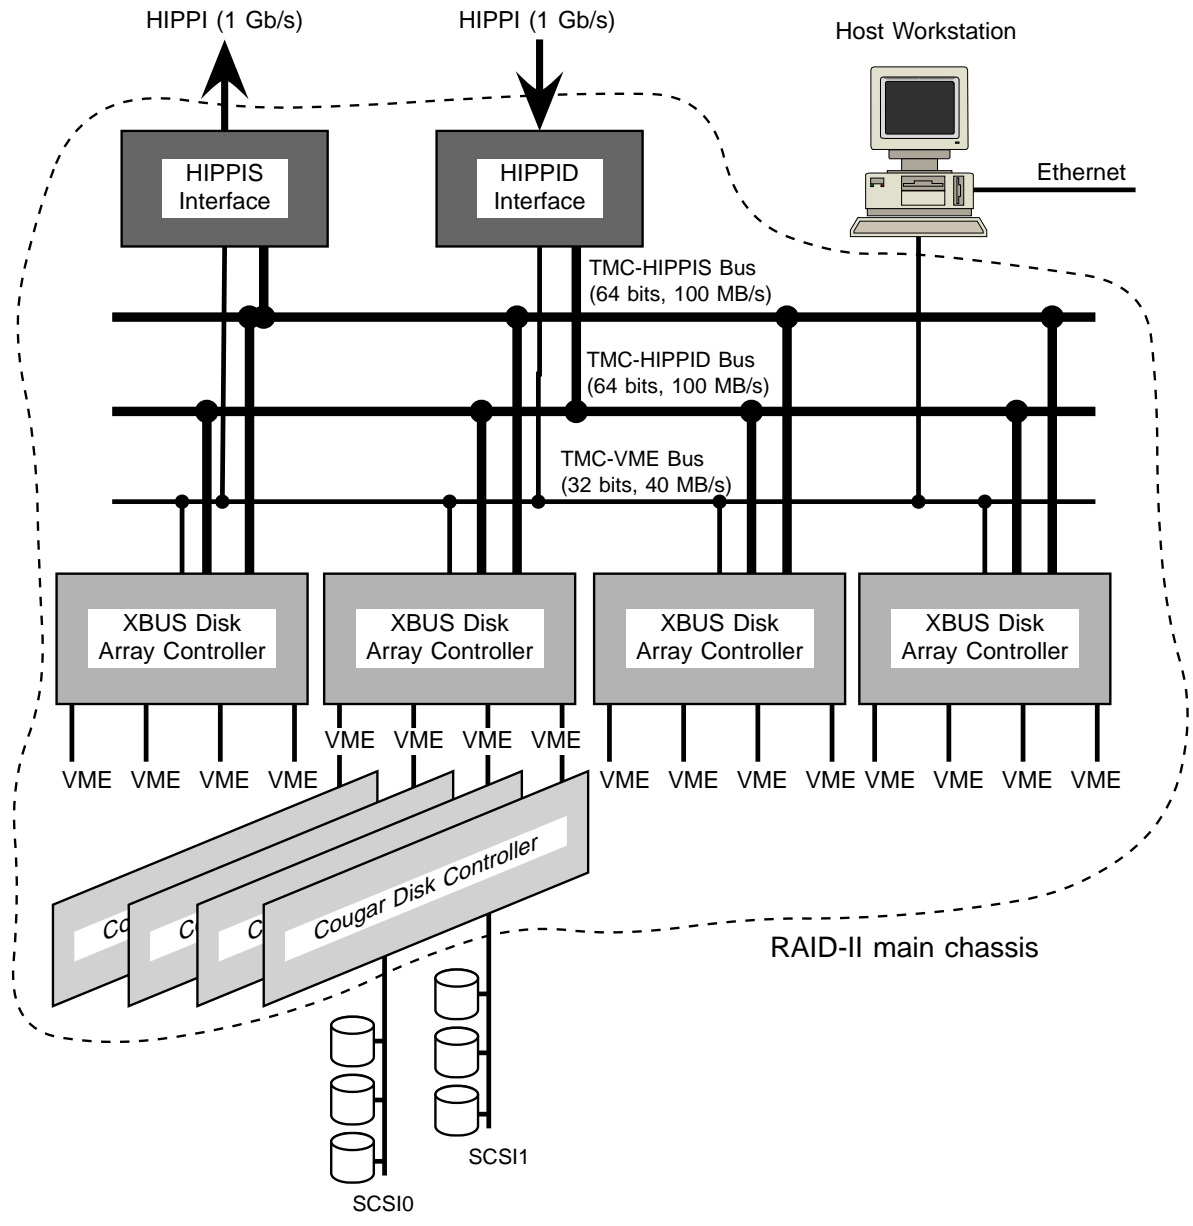 HIPPI (1 Gb/s)
HIPPI (1 Gb/s)
Host Workstation
HIPPIS
Interface
HIPPID
Interface
Ethernet
TMC-HIPPIS Bus
(64 bits, 100 MB/s)
TMC-HIPPID Bus
(64 bits, 100 MB/s)
TMC-VME Bus
(32 bits, 40 MB/s)
XBUS Disk
Array Controller
XBUS Disk
Array Controller
XBUS Disk
Array Controller
XBUS Disk
Array Controller
VME VME VME VME
VME VME VME VME
VME VME VME VME
VME VME VME VME
Co
C
C
Cougar Disk Controller
RAID-II main chassis
SCSI1
SCSI0